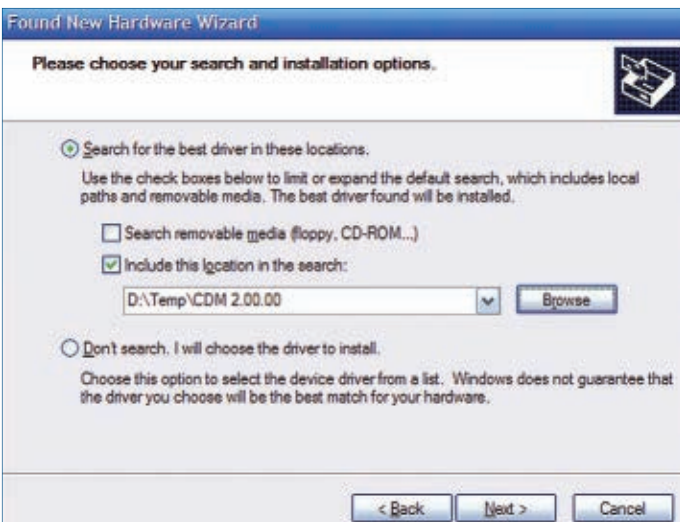 Found New Hardware Wizard
Please choose your search and installation options.
Search for the best driver in these locations.
Use the check boxes below to limit or expand the default search, which includes local
paths and removable media. The best driver found will be installed.
Search removable media (floppy, CD-ROM...)
Include this location in the search:
D:\Temp\CDM 2.00.00
Browse
Don't search. I will choose the driver to install.
Choose this option to select the device driver from a list. Windows does not guarantee that
the driver you choose will be the best match for your hardware.
< Back Next > Cancel